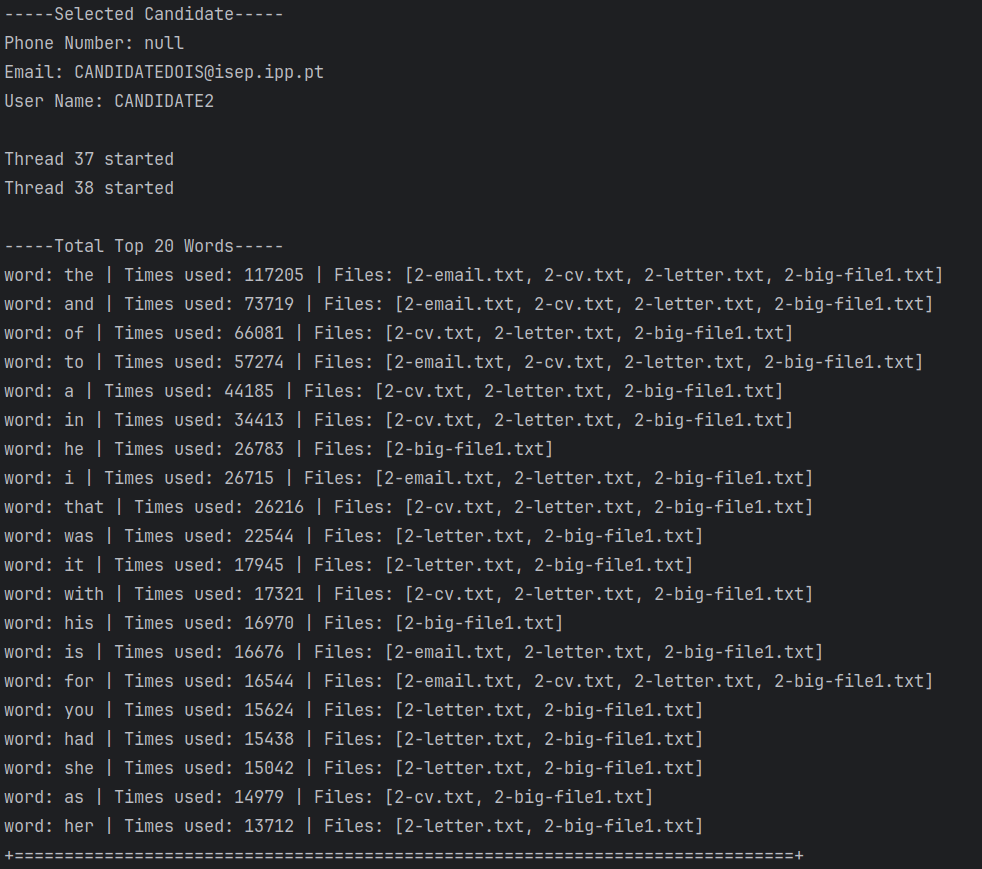 -----Selected Candidate-----
Phone Number: null
Email: CANDIDATEDOIS@isep.ipp.pt
User Name: CANDIDATE2
Thread 37 started
Thread 38 started
-----Total Top 20 Words-----
word: the | Times used: 117205 | Files: [2-email.txt, 2-cv.txt, 2-letter.txt, 2-big-file1.txt]
word: and | Times used: 73719 | Files: [2-email.txt, 2-cv.txt, 2-letter.txt, 2-big-file1.txt]
word: of | Times used: 66081 | Files: [2-cv.txt, 2-letter.txt, 2-big-file1.txt]
word: to | Times used: 57274 | Files: [2-email.txt, 2-cv.txt, 2-letter.txt, 2-big-file1.txt]
word: a | Times used: 44185 | Files: [2-cv.txt, 2-letter.txt, 2-big-file1.txt]
word: in | Times used: 34413 | Files: [2-cv.txt, 2-letter.txt, 2-big-file1.txt]
word: he | Times used: 26783 | Files: [2-big-file1.txt]
word: i | Times used: 26715 | Files: [2-email.txt, 2-letter.txt, 2-big-file1.txt]
word: that | Times used: 26216 | Files: [2-cv.txt, 2-letter.txt, 2-big-file1.txt]
word: was | Times used: 22544 | Files: [2-letter.txt, 2-big-file1.txt]
word: it | Times used: 17945 | Files: [2-letter.txt, 2-big-file1.txt]
word: with | Times used: 17321 | Files: [2-cv.txt, 2-letter.txt, 2-big-file1.txt]
word: his | Times used: 16970 | Files: [2-big-file1.txt]
word: is | Times used: 16676 | Files: [2-email.txt, 2-letter.txt, 2-big-file1.txt]
word: for | Times used: 16544 | Files: [2-email.txt, 2-cv.txt, 2-letter.txt, 2-big-file1.txt]
word: you | Times used: 15624 | Files: [2-letter.txt, 2-big-file1.txt]
word: had | Times used: 15438 | Files: [2-letter.txt, 2-big-file1.txt]
word: she | Times used: 15042 | Files: [2-letter.txt, 2-big-file1.txt]
word: as | Times used: 14979 | Files: [2-cv.txt, 2-big-file1.txt]
word: her | Times used: 13712 | Files: [2-letter.txt, 2-big-file1.txt]
+==============================================================================+